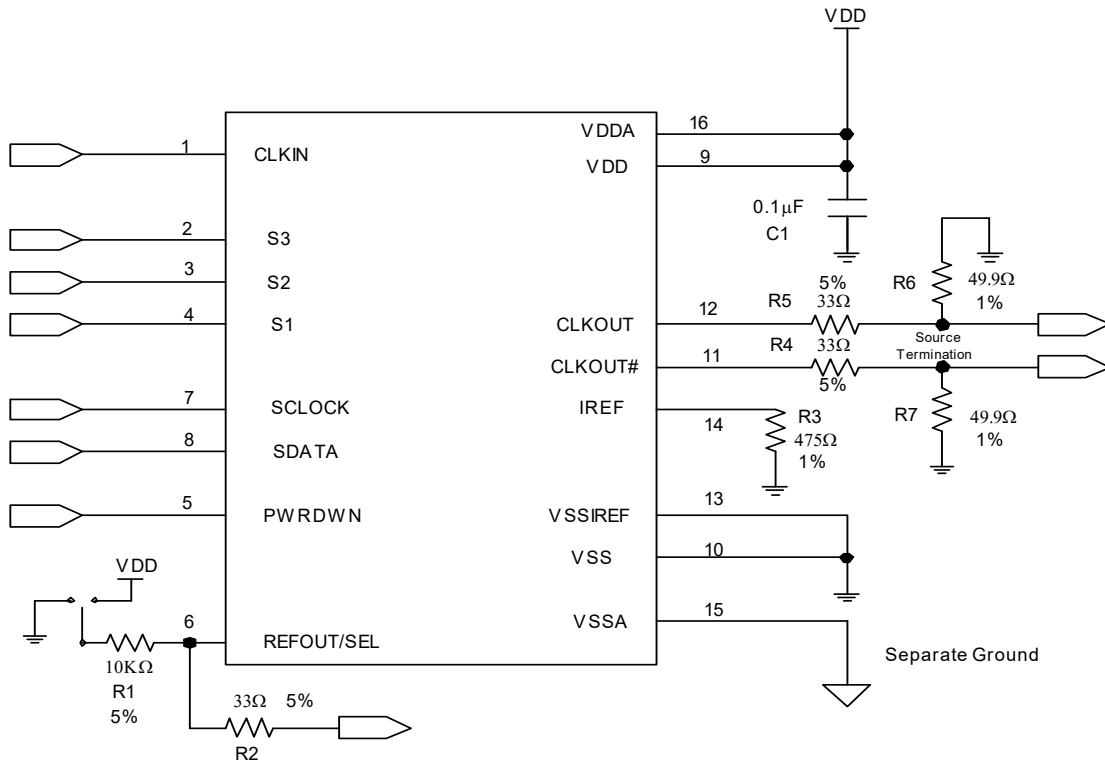 VDD
16
VDDA
1
CLKIN
VDD
9
0.1μF
C1
2
S3
3
S2
4
S1
R6
49.9Ω
1%
5%
R5
33Ω
12
CLKOUT
Source
Termination
R4
33Ω
11
CLKOUT#
5%
7
SCLOCK
IREF
14
R3
475Ω
1%
R7
49.9Ω
1%
8
SDATA
5
PWRDWN
13
VSSIREF
10
VSS
VDD
15
VSSA
6
REFOUT/SEL
Separate Ground
10KΩ
R1
5%
33Ω 5%
R2